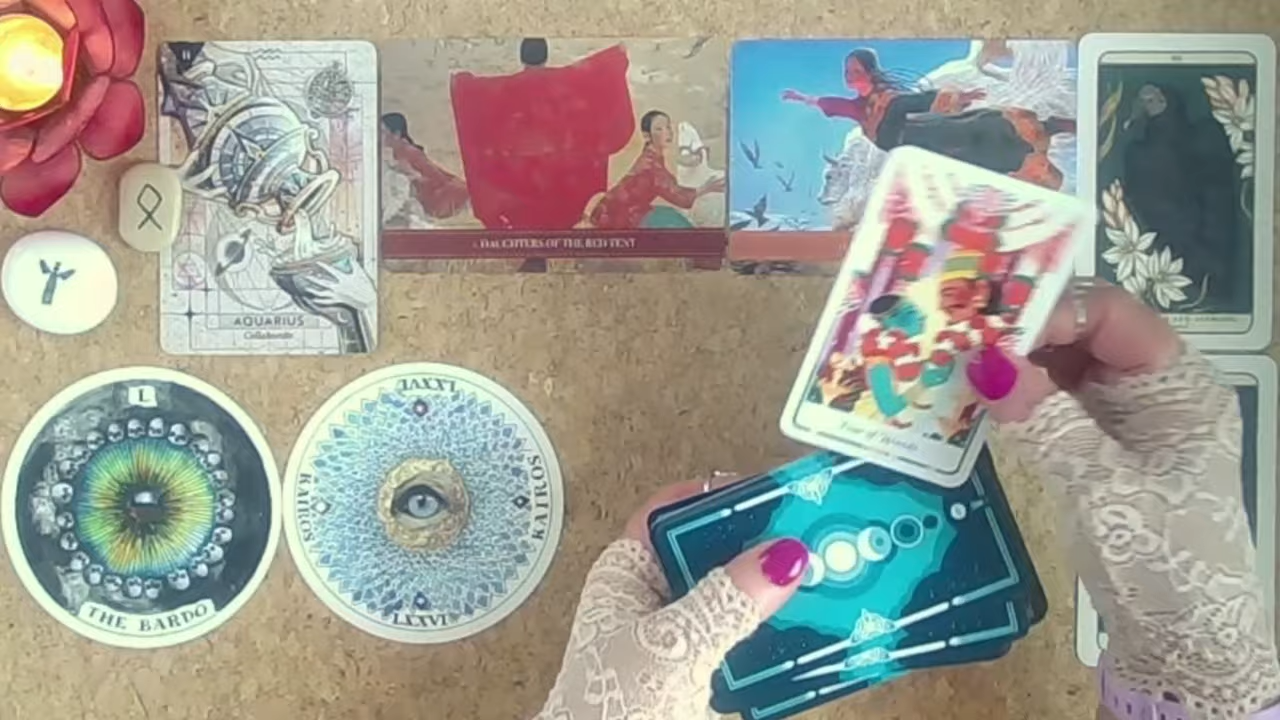 AQUARIUS
Collaborate
DAUGHTERS OF THE RED TENT
Four of Wands
L
THE BARDO
LXXVI
KAIROS
KAIROS
LXXVI